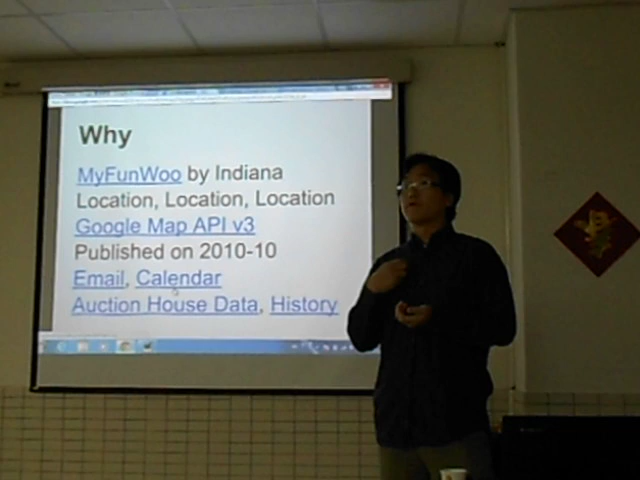 Why
MyFunWoo by Indiana
Location, Location, Location
Google Map API v3
Published on 2010-10
Email, Calendar
Auction House Data, History